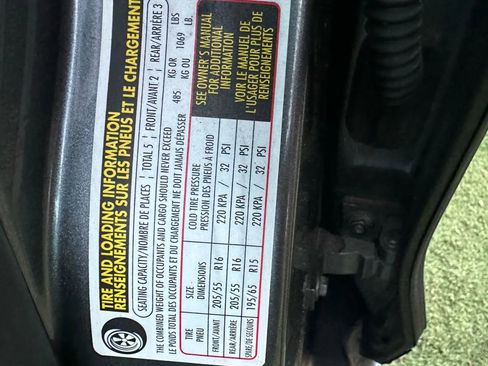 TIRE AND LOADING INFORMATION
RENSEIGNEMENTS SUR LES PNEUS ET LE CHARGEMENT
SEATING CAPACITY/NOMBRE DE PLACES | TOTAL 5 | FRONT/AVANT 2 | REAR/ARRIÈRE 3
THE COMBINED WEIGHT OF OCCUPANTS AND CARGO SHOULD NEVER EXCEED 485 KG OR 1069 LBS
LE POIDS TOTAL DES OCCUPANTS ET DU CHARGEMENT NE DOIT JAMAIS DÉPASSER KG OU LB.
TIRE SIZE COLD TIRE PRESSURE
PNEU DIMENSIONS PRESSION DES PNEUS À FROID
FRONT/AVANT 205/55 R16 220 KPA / 32 PSI
REAR/ARRIÈRE 205/55 R16 220 KPA / 32 PSI
SPARE/DE SECOURS 195/65 R15 220 KPA / 32 PSI
SEE OWNER'S MANUAL
FOR ADDITIONAL
INFORMATION
VOIR LE MANUEL DE
L'USAGER POUR PLUS DE
RENSEIGNEMENTS